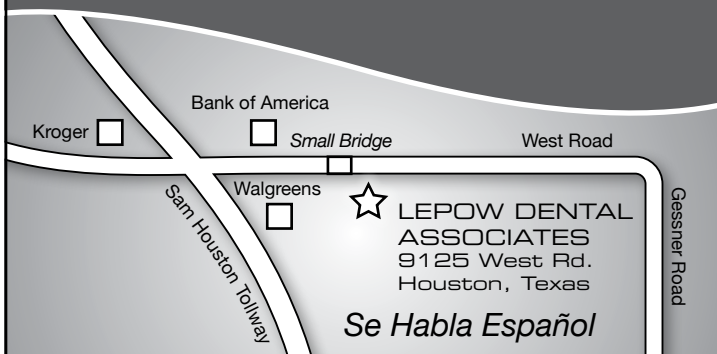 Bank of America
Kroger
Small Bridge
West Road
Walgreens
Sam Houston Tollway
Gessner Road
LEPOW DENTAL
ASSOCIATES
9125 West Rd.
Houston, Texas
Se Habla Español